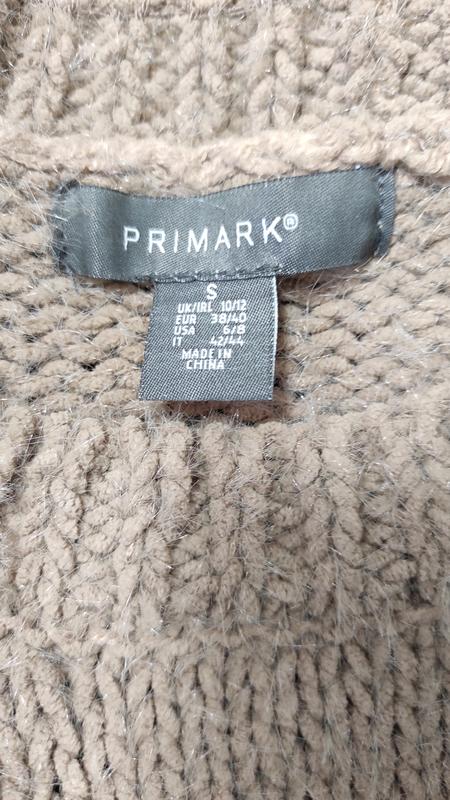 PRIMARK®
S
UK/IRL 10/12
EUR 38/40
USA 6/8
IT 42/44
MADE IN
CHINA